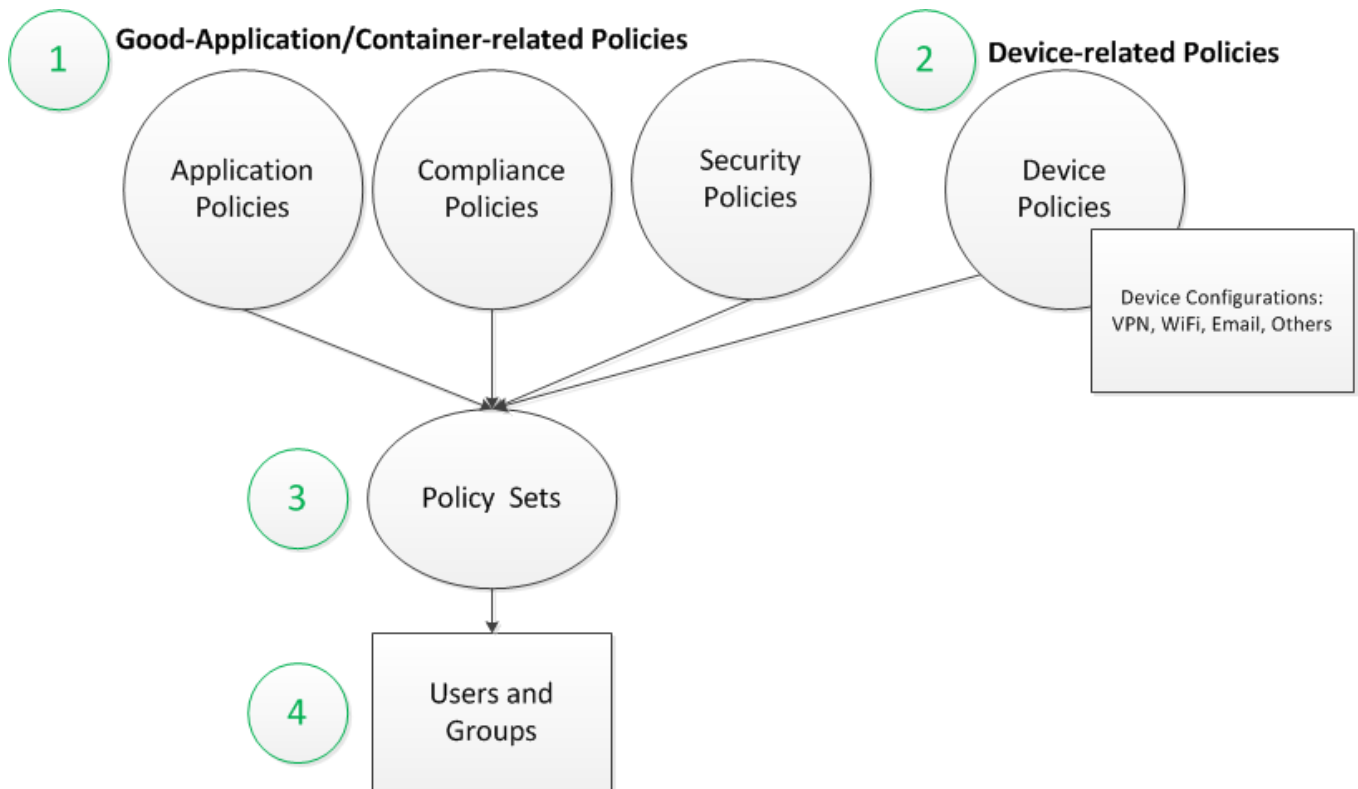 1
Good-Application/Container-related Policies
2
Device-related Policies
Application
Policies
Compliance
Policies
Security
Policies
Device
Policies
Device Configurations:
VPN, WiFi, Email, Others
3
Policy Sets
4
Users and
Groups